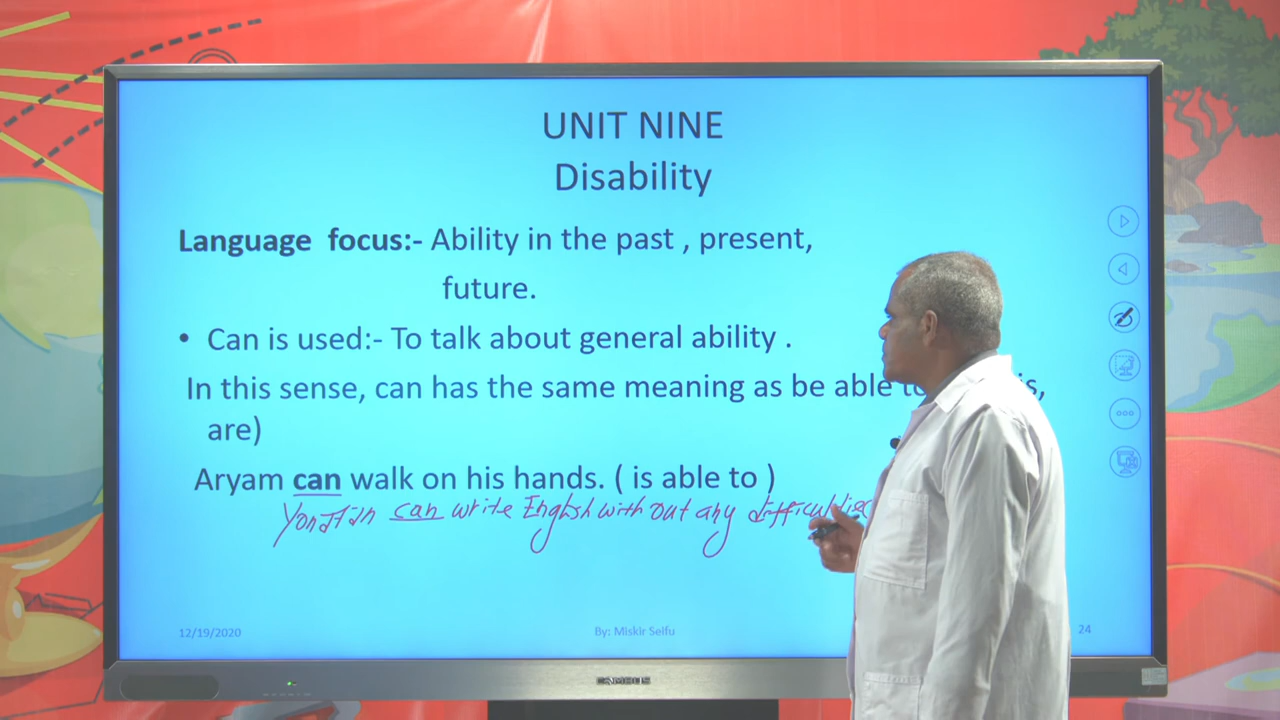 UNIT NINE
Disability
Language focus:- Ability in the past , present,
future.
• Can is used:- To talk about general ability .
In this sense, can has the same meaning as be able
are)
Aryam can walk on his hands. ( is able to )
can write English with out any
12/19/2020
By: Miskir Seifu
24